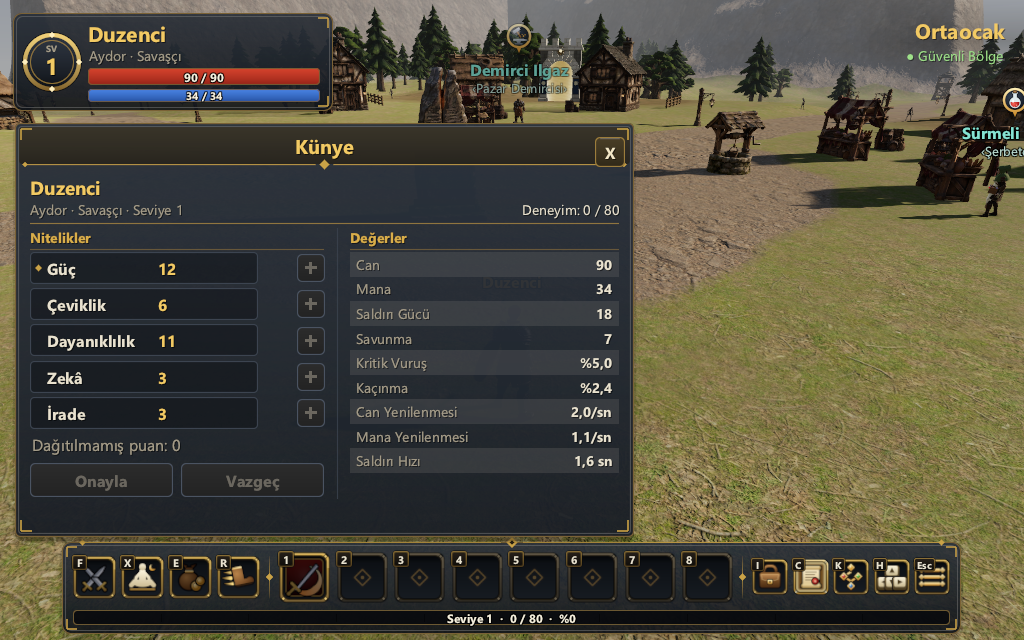 SV
1
Duzenci
Aydor · Savaşçı
90 / 90
34 / 34
Demirci Ilgaz
‹Pazar Demircisi›
Ortaocak
Güvenli Bölge
Sürmeli
Künye
X
Duzenci
Aydor · Savaşçı · Seviye 1
Deneyim: 0 / 80
Nitelikler
Güç 12
Çeviklik 6
Dayanıklılık 11
Zekâ 3
İrade 3
Dağıtılmamış puan: 0
Onayla
Vazgeç
Değerler
Can 90
Mana 34
Saldırı Gücü 18
Savunma 7
Kritik Vuruş %5,0
Kaçınma %2,4
Can Yenilenmesi 2,0/sn
Mana Yenilenmesi 1,1/sn
Saldırı Hızı 1,6 sn
Duzenci
F X E R 1 2 3 4 5 6 7 8 I C K H Esc
Seviye 1 · 0 / 80 · %0